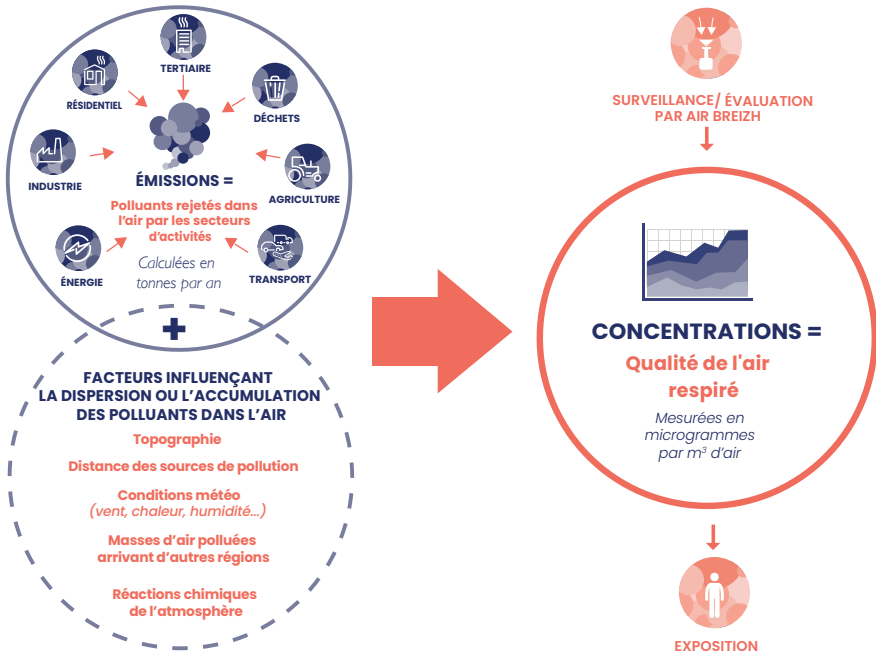 TERTIAIRE
RÉSIDENTIEL
DÉCHETS
INDUSTRIE
AGRICULTURE
ÉNERGIE
TRANSPORT
ÉMISSIONS =
Polluants rejetés dans
l'air par les secteurs
d'activités
Calculées en
tonnes par an
+
FACTEURS INFLUENÇANT
LA DISPERSION OU L'ACCUMULATION
DES POLLUANTS DANS L'AIR
Topographie
Distance des sources de pollution
Conditions météo
(vent, chaleur, humidité...)
Masses d'air polluées
arrivant d'autres régions
Réactions chimiques
de l'atmosphère
SURVEILLANCE/ ÉVALUATION
PAR AIR BREIZH
CONCENTRATIONS =
Qualité de l'air
respiré
Mesurées en
microgrammes
par m³ d'air
EXPOSITION